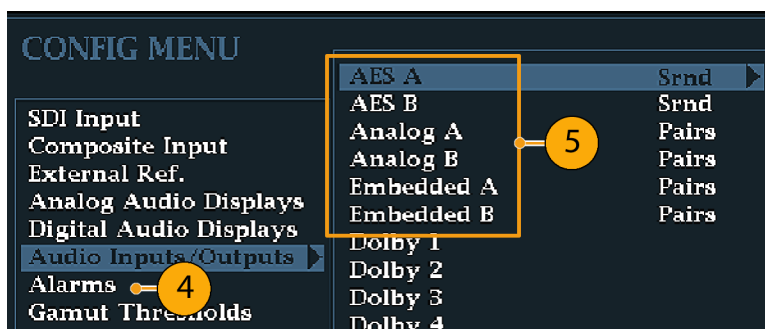 CONFIG MENU
SDI Input
Composite Input
External Ref.
Analog Audio Displays
Digital Audio Displays
Audio Inputs/Outputs
Alarms
4
Gamut Thresholds
AES A Srnd
AES B Srnd
Analog A Pairs
Analog B Pairs
Embedded A Pairs
Embedded B Pairs
5
Dolby 1
Dolby 2
Dolby 3
Dolby 4